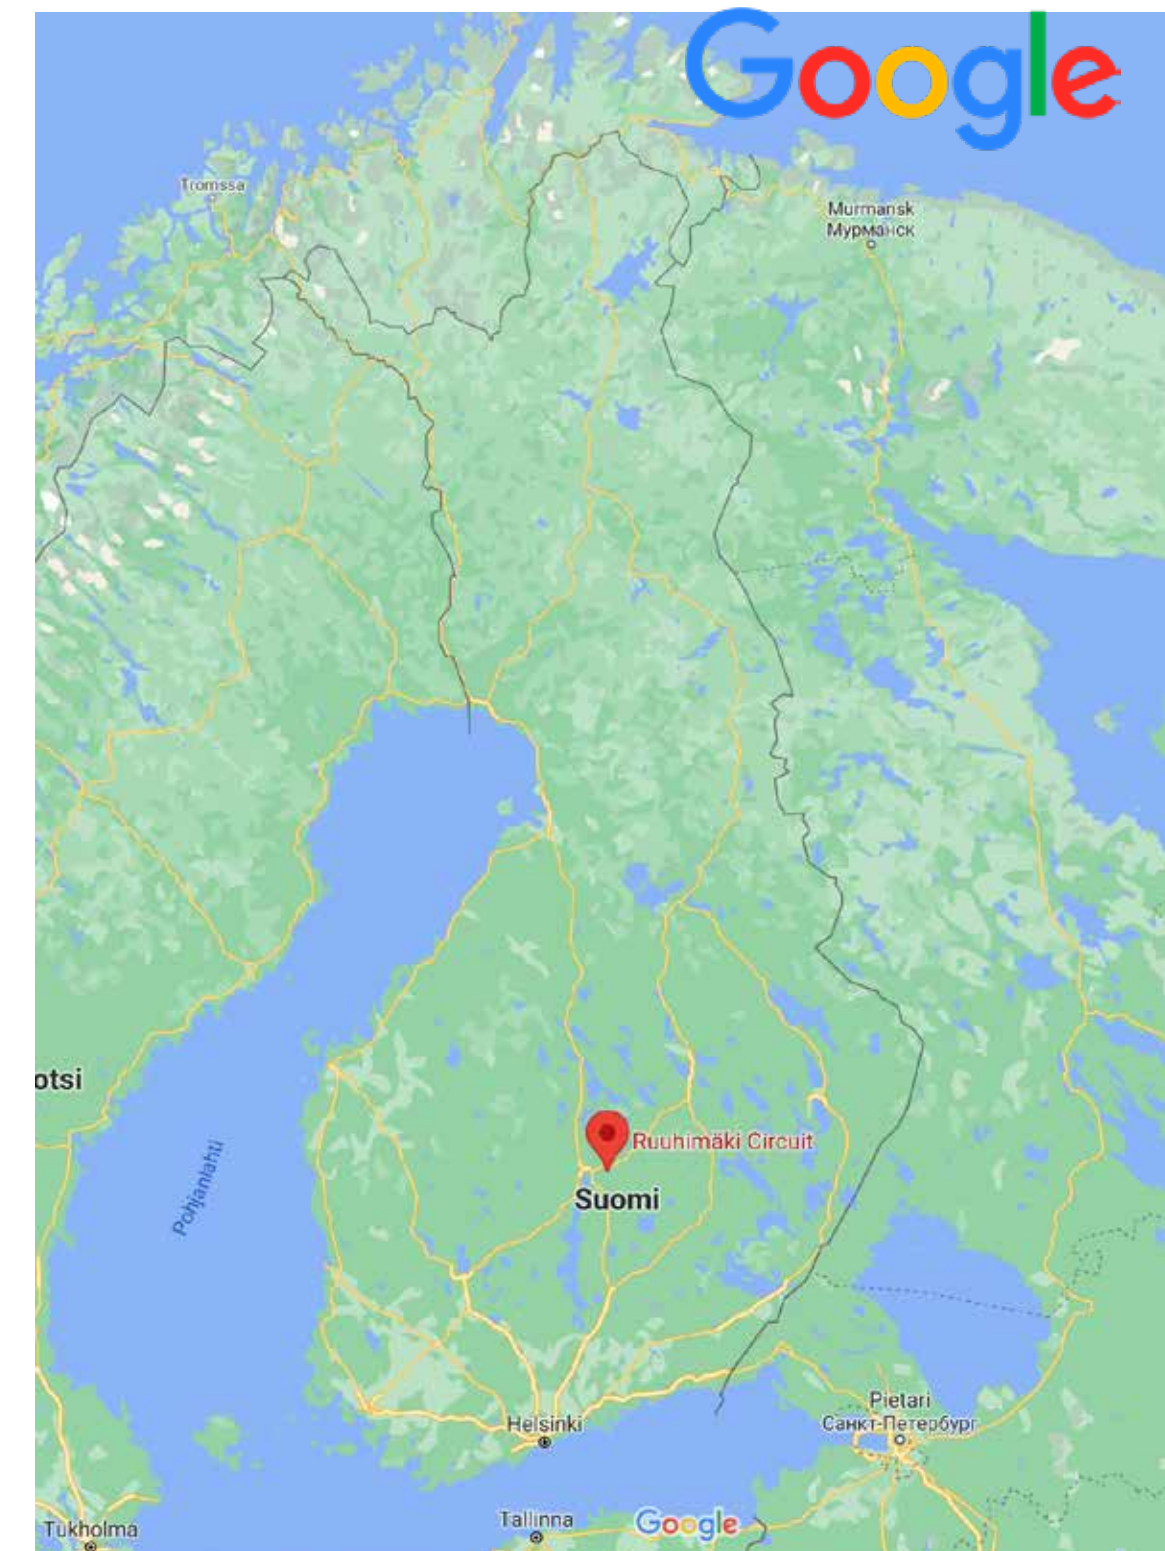 Google
Tromssa
Murmansk
Мурманск
otsi
Pohjanlahti
Ruuhimäki Circuit
Suomi
Pietari
Санкт-Петербург
Helsinki
Tallinna
Google
Tukholma